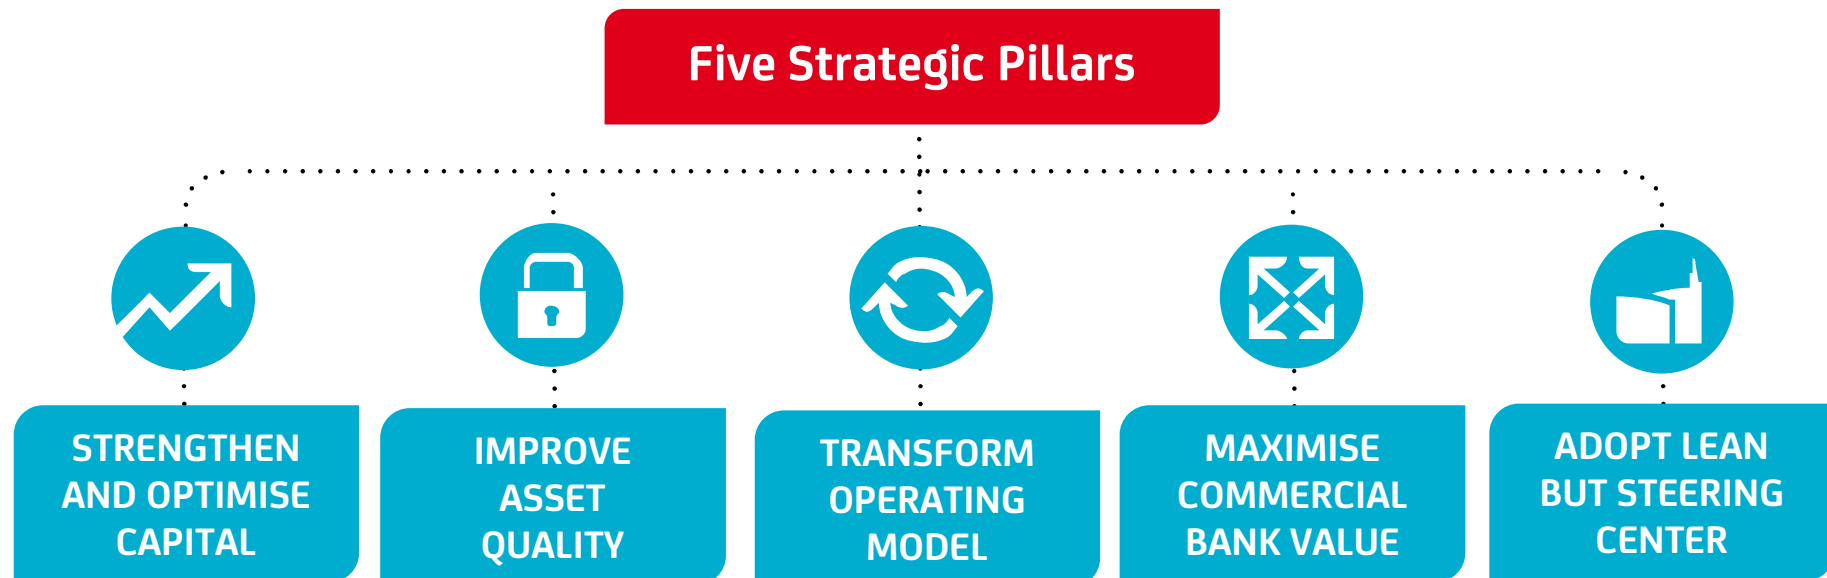 Five Strategic Pillars
STRENGTHEN
AND OPTIMISE
CAPITAL
IMPROVE
ASSET
QUALITY
TRANSFORM
OPERATING
MODEL
MAXIMISE
COMMERCIAL
BANK VALUE
ADOPT LEAN
BUT STEERING
CENTER